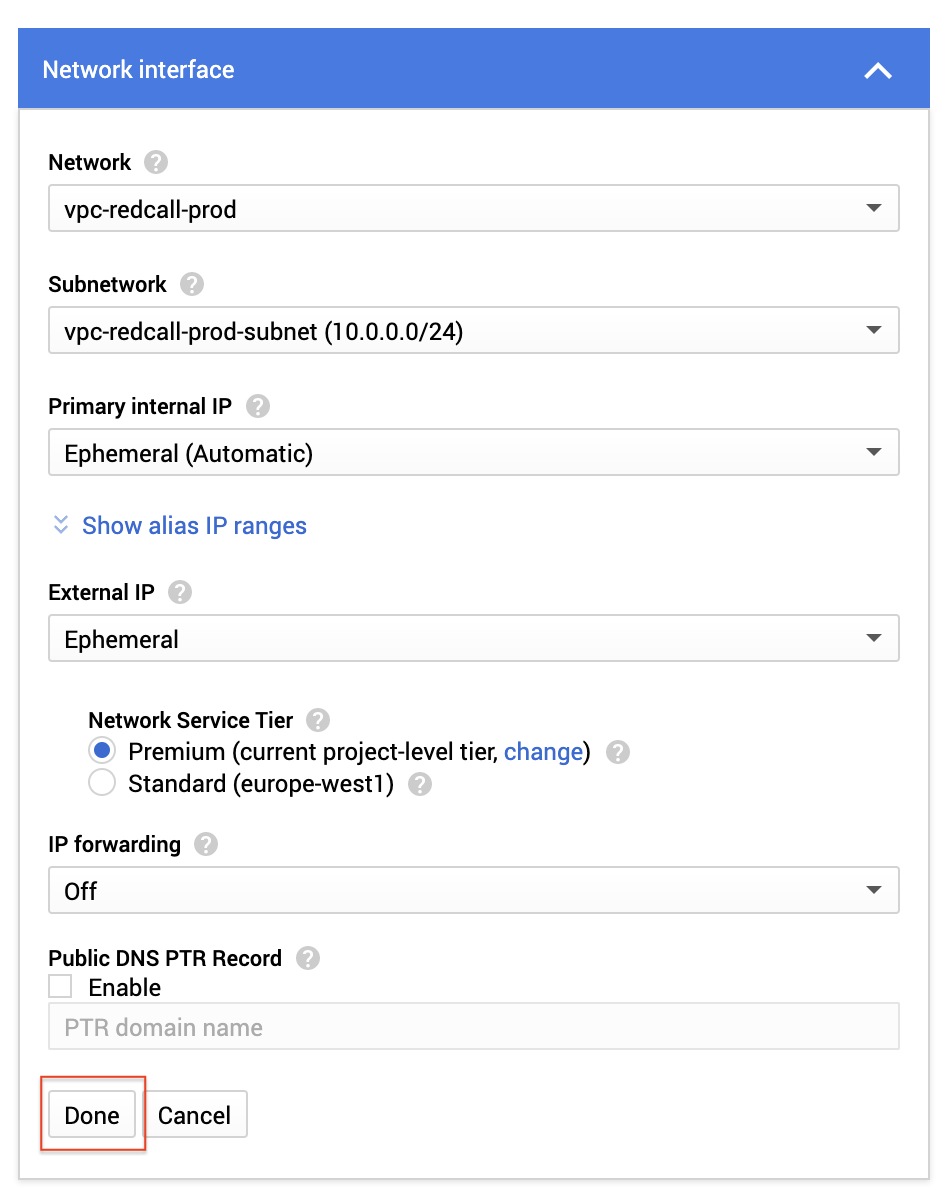 Network interface
Network ?
vpc-redcall-prod
Subnetwork ?
vpc-redcall-prod-subnet (10.0.0.0/24)
Primary internal IP ?
Ephemeral (Automatic)
Show alias IP ranges
External IP ?
Ephemeral
Network Service Tier ?
Premium (current project-level tier, change) ?
Standard (europe-west1) ?
IP forwarding ?
Off
Public DNS PTR Record ?
Enable
PTR domain name
Done Cancel